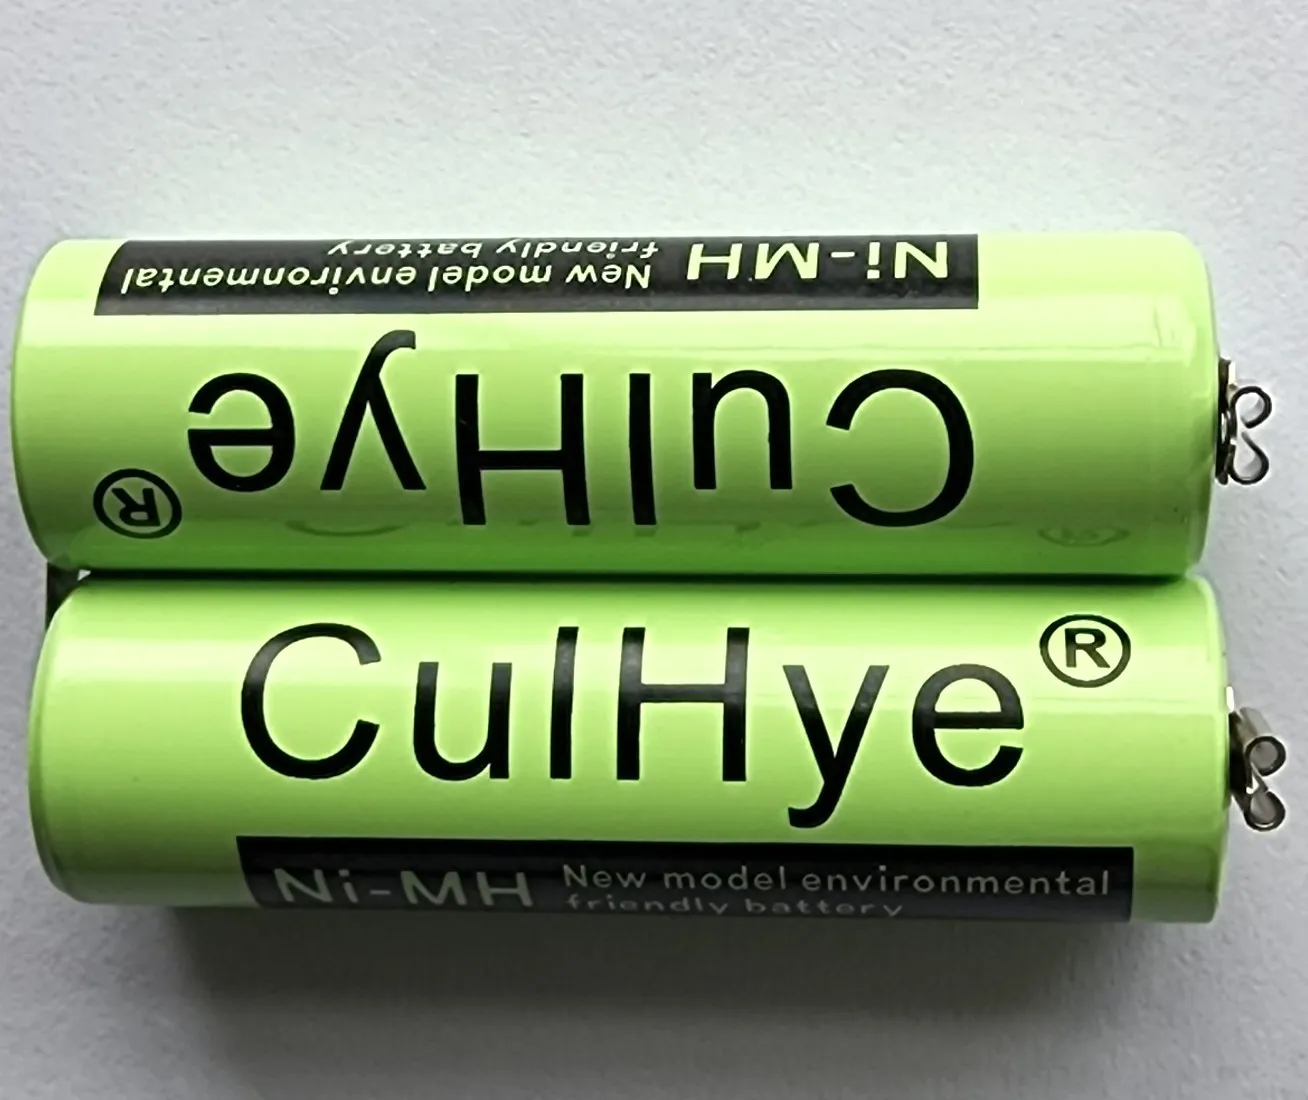 Ni-MH New model environmental
friendly battery
CulHye®
CulHye®
Ni-MH New model environmental
friendly battery